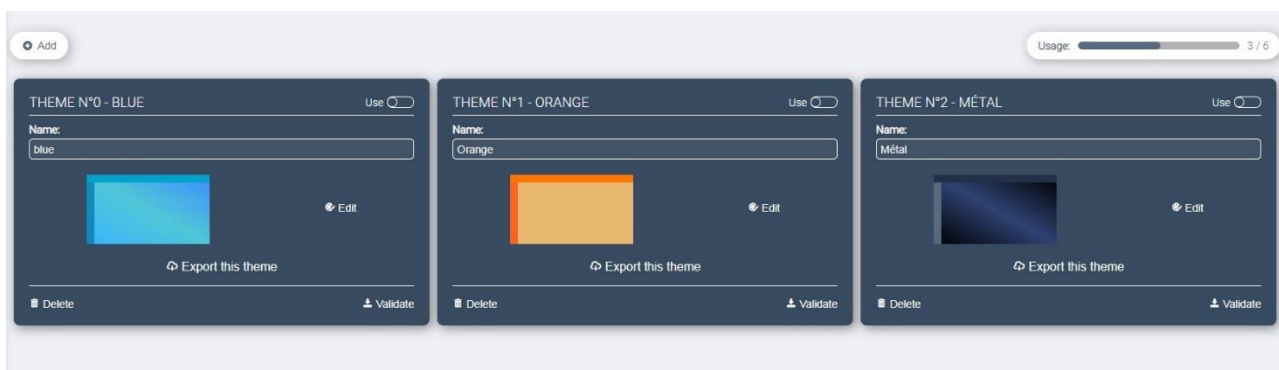 Add
Usage: 3 / 6
THEME N°0 - BLUE
Use
Name:
blue
Edit
Export this theme
Delete
Validate
THEME N°1 - ORANGE
Use
Name:
Orange
Edit
Export this theme
Delete
Validate
THEME N°2 - MÉTAL
Use
Name:
Métal
Edit
Export this theme
Delete
Validate